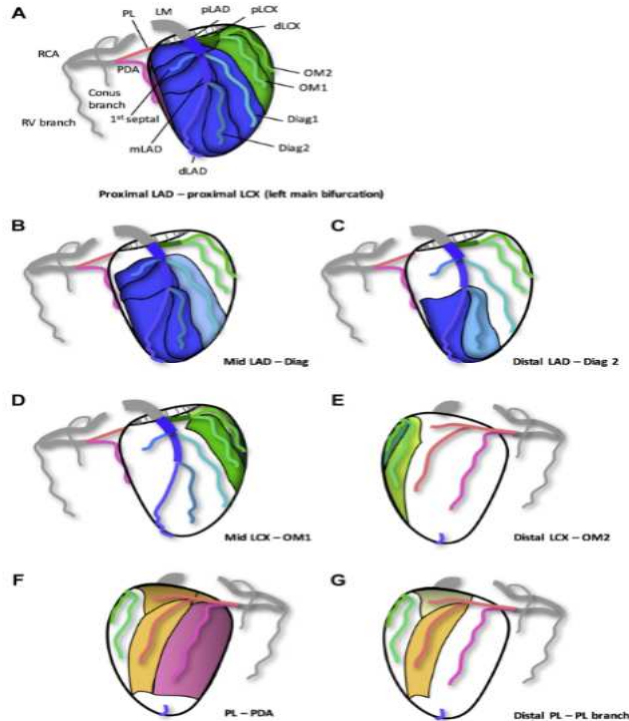 A
PL
LM
pLAD
pLCX
dLCX
RCA
PDA
OM2
OM1
Conus
branch
RV branch
1st septal
Diag1
mLAD
Diag2
dLAD
Proximal LAD – proximal LCX (left main bifurcation)
B
C
Mid LAD – Diag
Distal LAD – Diag 2
D
E
Mid LCX – OM1
Distal LCX – OM2
F
G
PL – PDA
Distal PL – PL branch